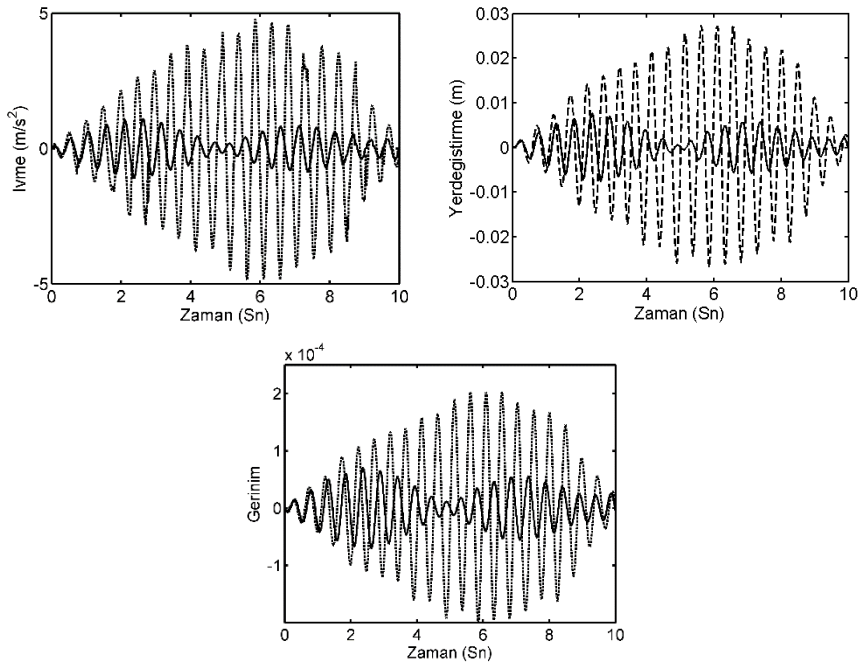 5
0
-5
Ivme (m/s²)
0 2 4 6 8 10
Zaman (Sn)
0.03
0.02
0.01
0
-0.01
-0.02
-0.03
Yerdegistirme (m)
0 2 4 6 8 10
Zaman (Sn)
x 10⁻⁴
2
1
0
-1
Gerinim
0 2 4 6 8 10
Zaman (Sn)